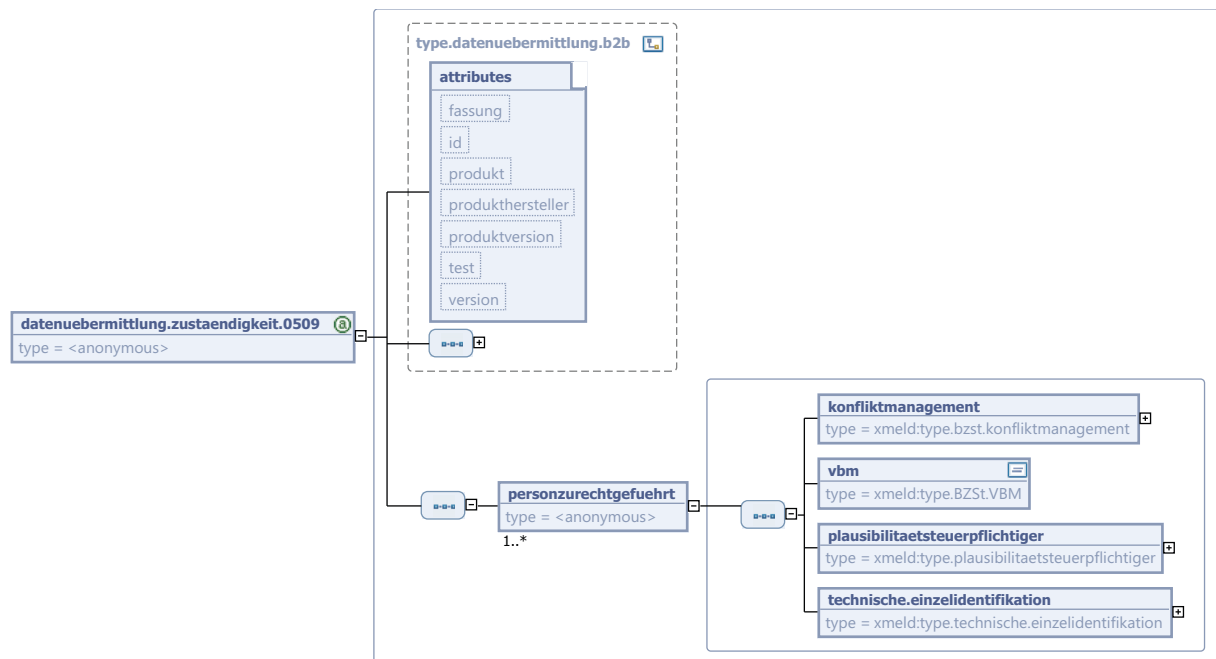 type.datenuebermittlung.b2b
attributes
fassung
id
produkt
produkthersteller
produktversion
test
version
datenuebermittlung.zustaendigkeit.0509
type = <anonymous>
personzurechtgefuehrt
type = <anonymous>
1..*
konfliktmanagement
type = xmeld:type.bzst.konfliktmanagement
vbm
type = xmeld:type.BZSt.VBM
plausibilitaetsteuerpflichtiger
type = xmeld:type.plausibilitaetsteuerpflichtiger
technische.einzelidentifikation
type = xmeld:type.technische.einzelidentifikation